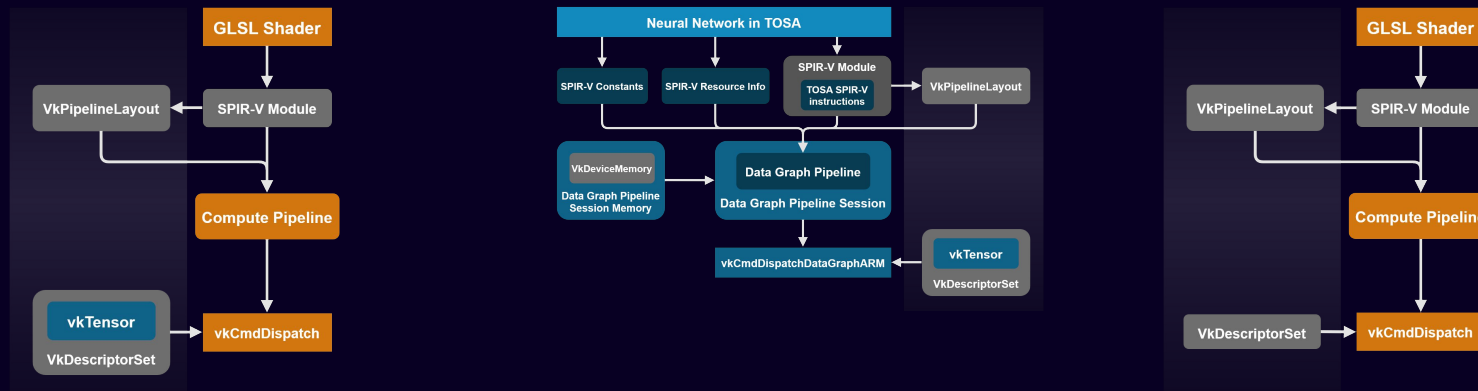 GLSL Shader
VkPipelineLayout
SPIR-V Module
Compute Pipeline
vkTensor
VkDescriptorSet
vkCmdDispatch
Neural Network in TOSA
SPIR-V Constants
SPIR-V Resource Info
SPIR-V Module
TOSA SPIR-V
instructions
VkPipelineLayout
VkDeviceMemory
Data Graph Pipeline
Session Memory
Data Graph Pipeline
Data Graph Pipeline Session
vkCmdDispatchDataGraphARM
vkTensor
VkDescriptorSet
GLSL Shader
VkPipelineLayout
SPIR-V Module
Compute Pipelin
VkDescriptorSet
vkCmdDispatch